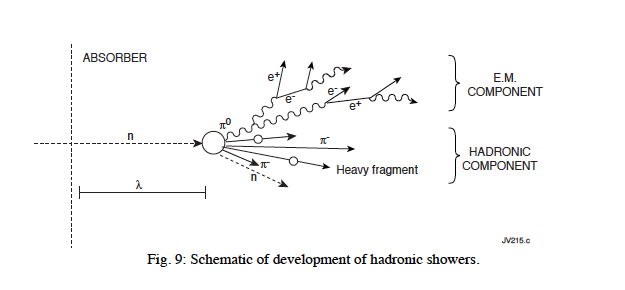 ABSORBER
e+
e-
e-
e+
E.M.
COMPONENT
π0
n
π-
HADRONIC
COMPONENT
π-
Heavy fragment
n
λ
JV215.c
Fig. 9: Schematic of development of hadronic showers.